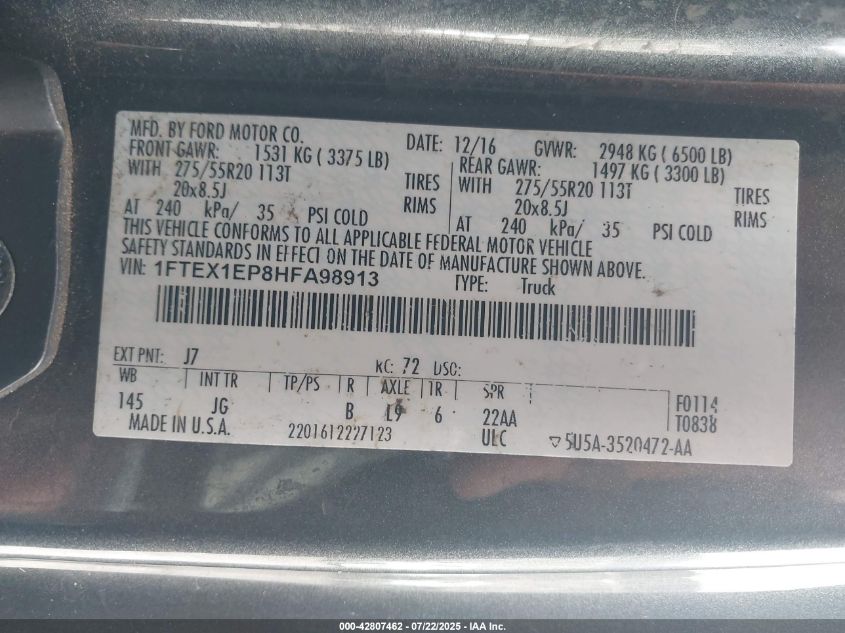 MFD. BY FORD MOTOR CO. DATE: 12/16 GVWR: 2948 KG ( 6500 LB)
FRONT GAWR: 1531 KG ( 3375 LB) REAR GAWR: 1497 KG ( 3300 LB)
WITH 275/55R20 113T TIRES WITH 275/55R20 113T TIRES
20x8.5J RIMS 20x8.5J RIMS
AT 240 kPa/ 35 PSI COLD AT 240 kPa/ 35 PSI COLD
THIS VEHICLE CONFORMS TO ALL APPLICABLE FEDERAL MOTOR VEHICLE
SAFETY STANDARDS IN EFFECT ON THE DATE OF MANUFACTURE SHOWN ABOVE.
VIN: 1FTEX1EP8HFA98913 TYPE: Truck
EXT PNT: J7 RC: 72 DSO:
WB INT TR TP/PS R AXLE TR SPR
145 JG B L9 6 22AA F0114
T0838
MADE IN U.S.A. 2201612227123 ULC ▽5U5A-3520472-AA
000-42807462 - 07/22/2025 - IAA Inc.